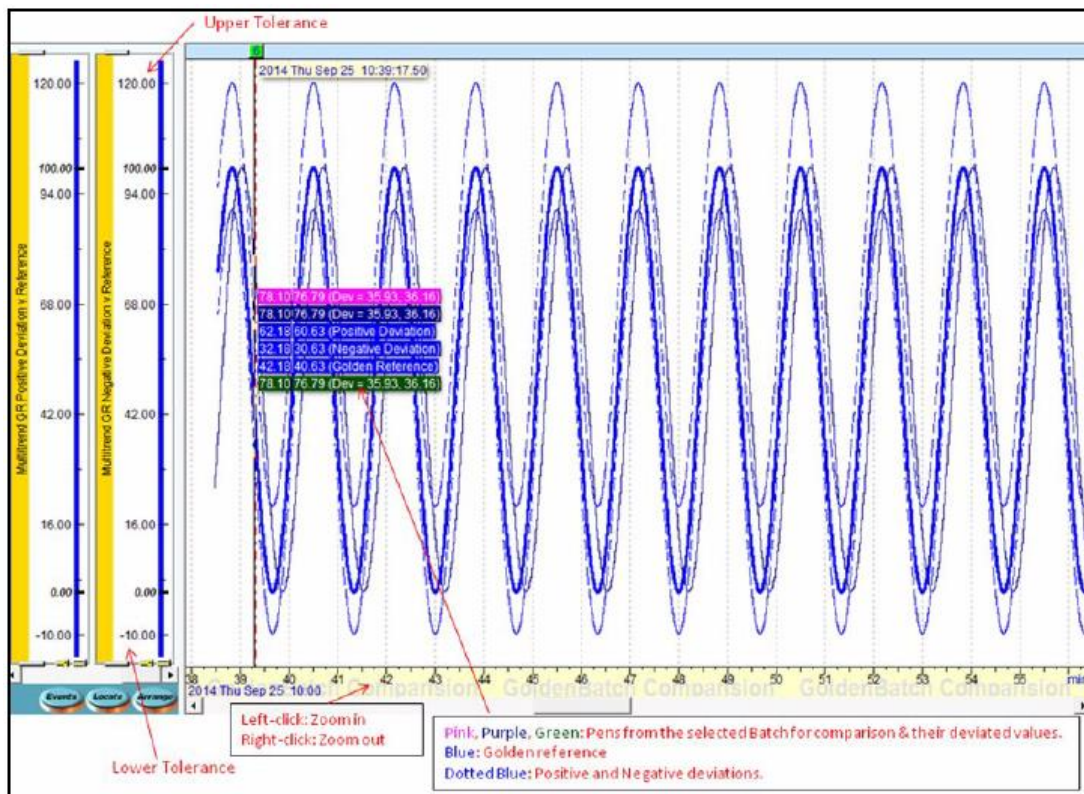 Upper Tolerance
6
2014 Thu Sep 25 10:39:17.50
120.00
120.00
100.00
100.00
94.00
94.00
68.00
68.00
42.00
42.00
16.00
16.00
0.00
0.00
-10.00
-10.00
Multitrend GR Positive Deviation v Reference
Multitrend GR Negative Deviation v Reference
78.10 76.79 (Dev = 35.93, 36.16)
78.10 76.79 (Dev = 35.93, 36.16)
62.18 60.63 (Positive Deviation)
32.18 30.63 (Negative Deviation)
42.18 40.63 (Golden Reference)
78.10 76.79 (Dev = 35.93, 36.16)
38 39 40 41 42 43 44 45 46 47 48 49 50 51 52 53 54 55 min
2014 Thu Sep 25 10:00
GoldenBatch Comparision GoldenBatch Comparision GoldenBatch Comparision
Events Locate Arrange
Left-click: Zoom in
Right-click: Zoom out
Lower Tolerance
Pink, Purple, Green: Pens from the selected Batch for comparison & their deviated values.
Blue: Golden reference
Dotted Blue: Positive and Negative deviations.